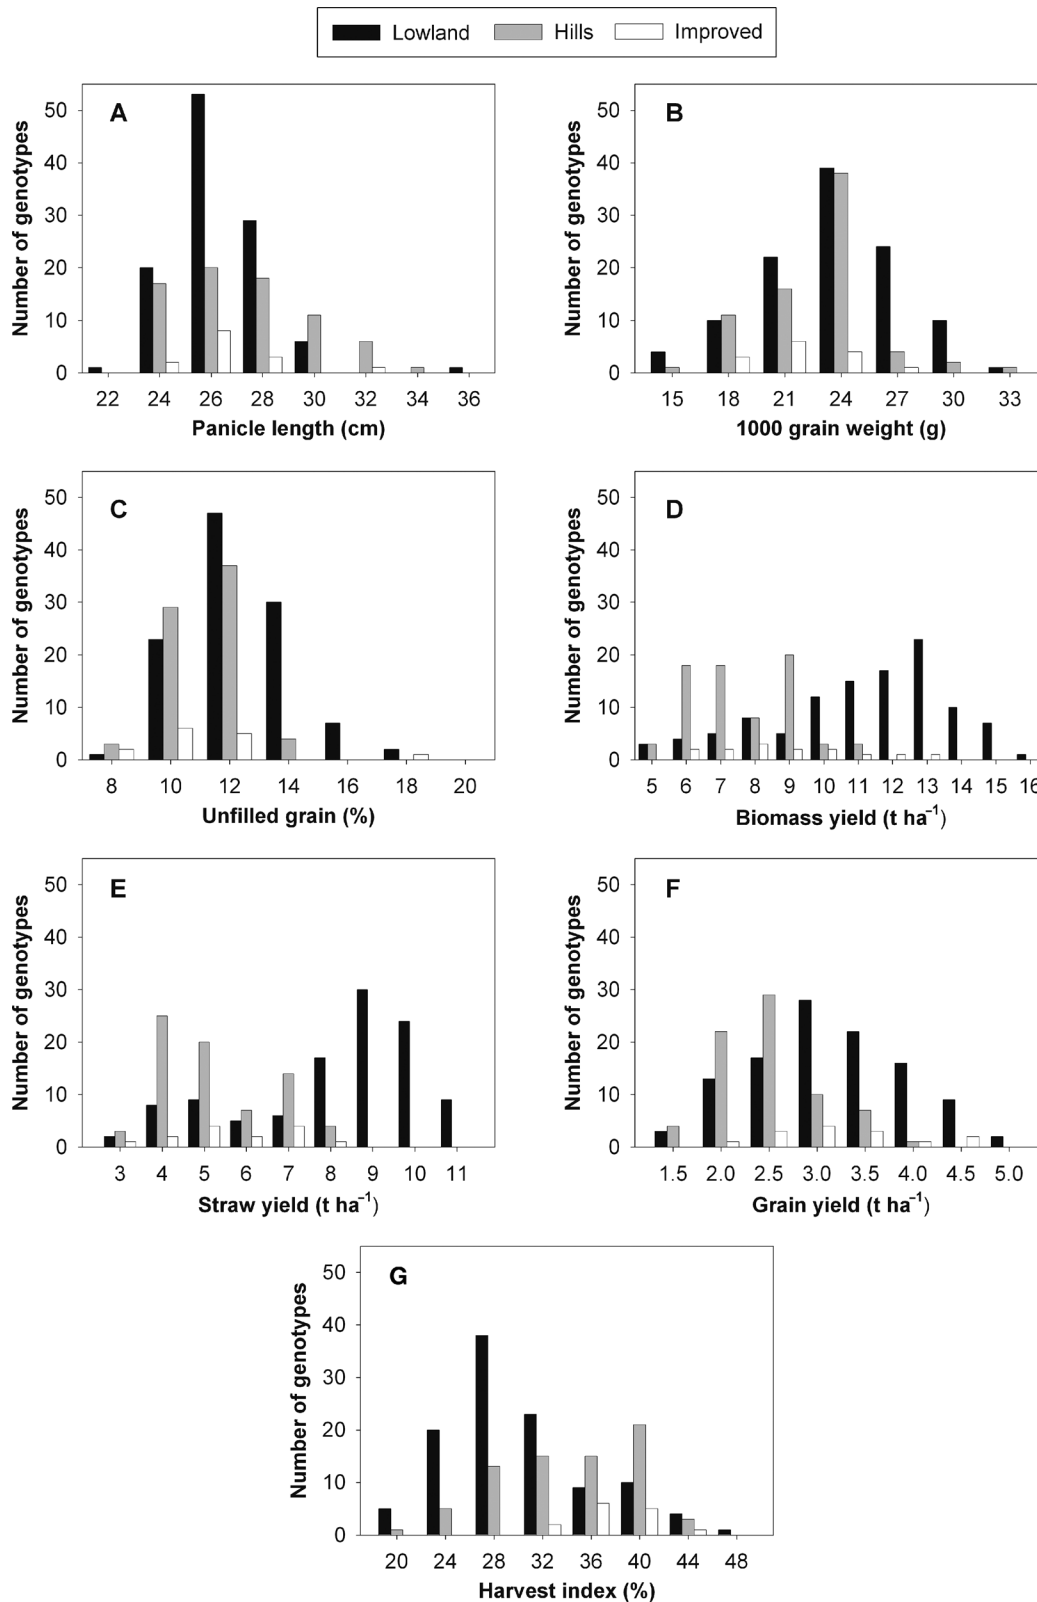 Lowland Hills Improved
A
50
40
30
20
10
0
Number of genotypes
22 24 26 28 30 32 34 36
Panicle length (cm)
B
50
40
30
20
10
0
Number of genotypes
15 18 21 24 27 30 33
1000 grain weight (g)
C
50
40
30
20
10
0
Number of genotypes
8 10 12 14 16 18 20
Unfilled grain (%)
D
50
40
30
20
10
0
Number of genotypes
5 6 7 8 9 10 11 12 13 14 15 16
Biomass yield (t ha⁻¹)
E
50
40
30
20
10
0
Number of genotypes
3 4 5 6 7 8 9 10 11
Straw yield (t ha⁻¹)
F
50
40
30
20
10
0
Number of genotypes
1.5 2.0 2.5 3.0 3.5 4.0 4.5 5.0
Grain yield (t ha⁻¹)
G
50
40
30
20
10
0
Number of genotypes
20 24 28 32 36 40 44 48
Harvest index (%)